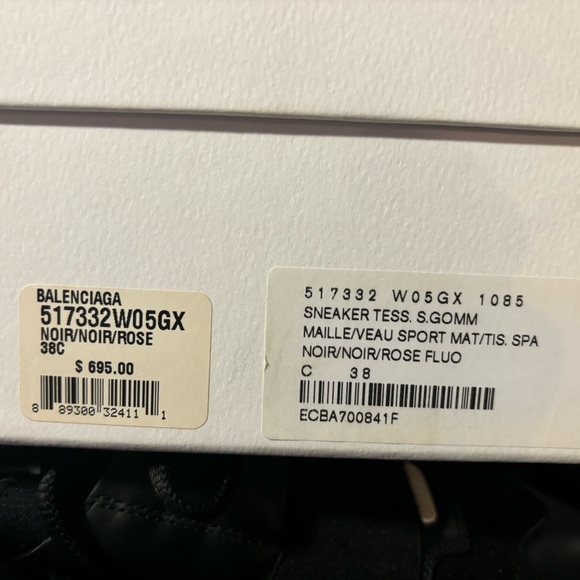 BALENCIAGA
517332W05GX
NOIR/NOIR/ROSE
38C
$ 695.00
8 89300 32411 1
517332 W05GX 1085
SNEAKER TESS. S.GOMM
MAILLE/VEAU SPORT MAT/TIS. SPA
NOIR/NOIR/ROSE FLUO
C 38
ECBA700841F